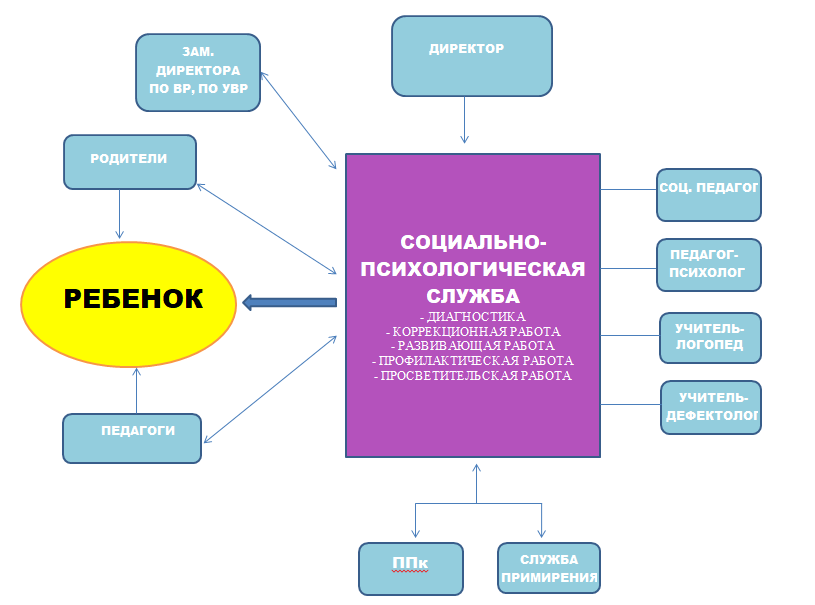 ДИРЕКТОР
ЗАМ.
ДИРЕКТОРА
ПО ВР, ПО УВР
РОДИТЕЛИ
РЕБЕНОК
ПЕДАГОГИ
СОЦИАЛЬНО-
ПСИХОЛОГИЧЕСКАЯ
СЛУЖБА
- ДИАГНОСТИКА
- КОРРЕКЦИОННАЯ РАБОТА
- РАЗВИВАЮЩАЯ РАБОТА
- ПРОФИЛАКТИЧЕСКАЯ РАБОТА
- ПРОСВЕТИТЕЛЬСКАЯ РАБОТА
СОЦ. ПЕДАГОГ
ПЕДАГОГ-
ПСИХОЛОГ
УЧИТЕЛЬ-
ЛОГОПЕД
УЧИТЕЛЬ-
ДЕФЕКТОЛОГ
ППк
СЛУЖБА
ПРИМИРЕНИЯ